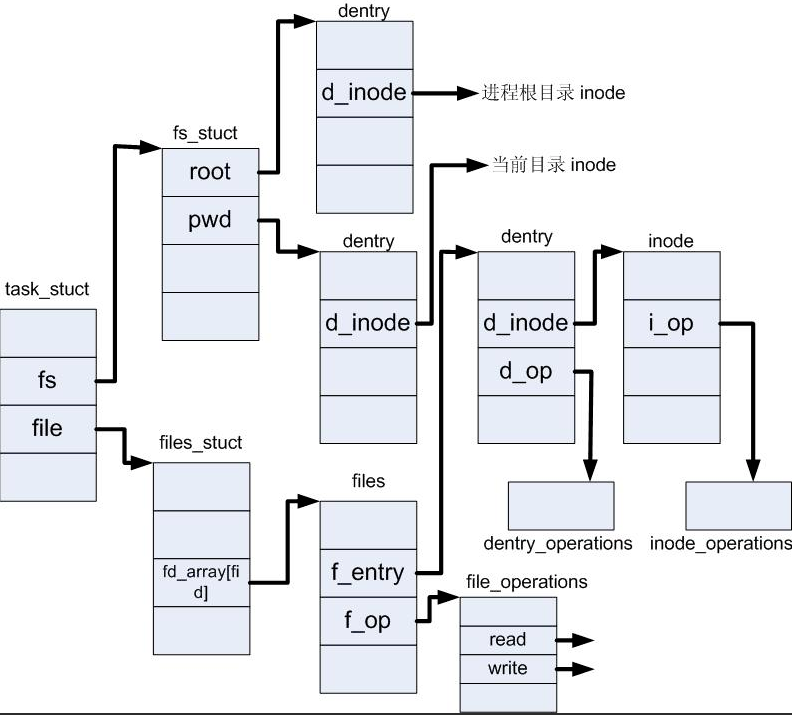 dentry
d_inode
进程根目录 inode
fs_stuct
root
pwd
当前目录 inode
dentry
d_inode
dentry
d_inode
d_op
inode
i_op
task_stuct
fs
file
files_stuct
fd_array[fi
d]
files
f_entry
f_op
dentry_operations
inode_operations
file_operations
read
write